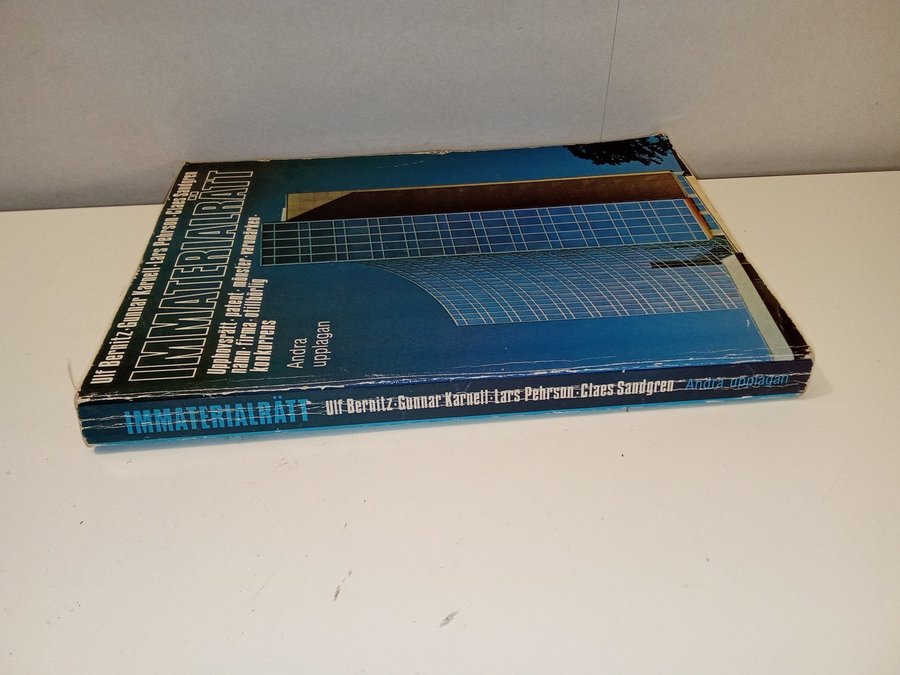 Ulf Bernitz·Gunnar Karnell·Lars Pehrson·Claes Sandgren
IMMATERIALRÄTT
Upphovsrätt·patent·mönster·varumärken·
namn·firma·otillbörlig
konkurrens
Andra
upplagan
IMMATERIALRÄTT Ulf Bernitz·Gunnar Karnell·Lars Pehrson·Claes Sandgren Andra upplagan